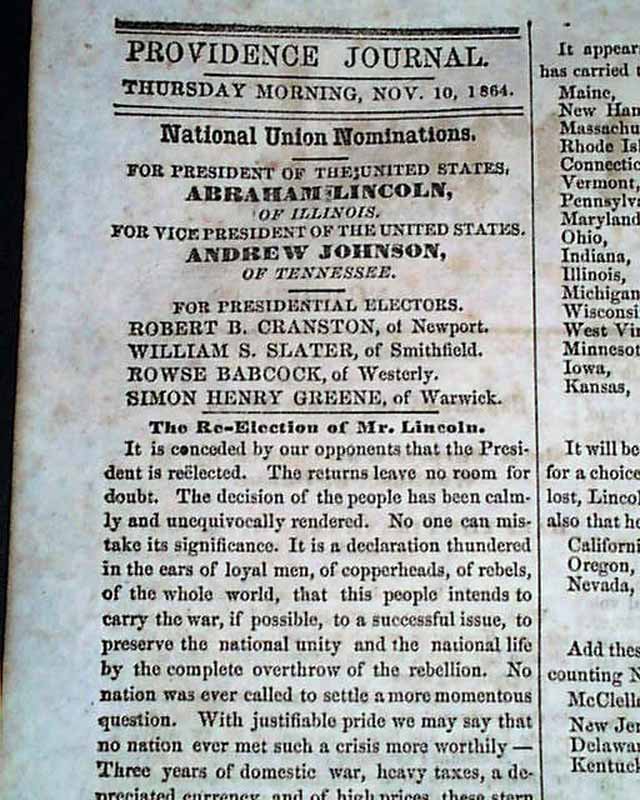 PROVIDENCE JOURNAL.
THURSDAY MORNING, NOV. 10, 1864.
National Union Nominations.
FOR PRESIDENT OF THE UNITED STATES,
ABRAHAM LINCOLN,
OF ILLINOIS.
FOR VICE PRESIDENT OF THE UNITED STATES.
ANDREW JOHNSON,
OF TENNESSEE.
FOR PRESIDENTIAL ELECTORS.
ROBERT B. CRANSTON, of Newport.
WILLIAM S. SLATER, of Smithfield.
ROWSE BABCOCK, of Westerly.
SIMON HENRY GREENE, of Warwick.
The Re-Election of Mr. Lincoln.
It is conceded by our opponents that the Presi-
dent is reëlected. The returns leave no room for
doubt. The decision of the people has been calm-
ly and unequivocally rendered. No one can mis-
take its significance. It is a declaration thundered
in the ears of loyal men, of copperheads, of rebels,
of the whole world, that this people intends to
carry the war, if possible, to a successful issue, to
preserve the national unity and the national life
by the complete overthrow of the rebellion. No
nation was ever called to settle a more momentous
question. With justifiable pride we may say that
no nation ever met such a crisis more worthily —
Three years of domestic war, heavy taxes, a de-
preciated currency, and of high prices, these stern
It appear
has carried t
Maine,
New Ham
Massachu
Rhode Isl
Connectic
Vermont,
Pennsylva
Maryland
Ohio,
Indiana,
Illinois,
Michigan
Wisconsi
West Vir
Minnesot
Iowa,
Kansas,
It will be
for a choice
lost, Lincol
also that he
Californi
Oregon,
Nevada,
Add thes
counting N
McClella
New Jer
Delawar
Kentuck